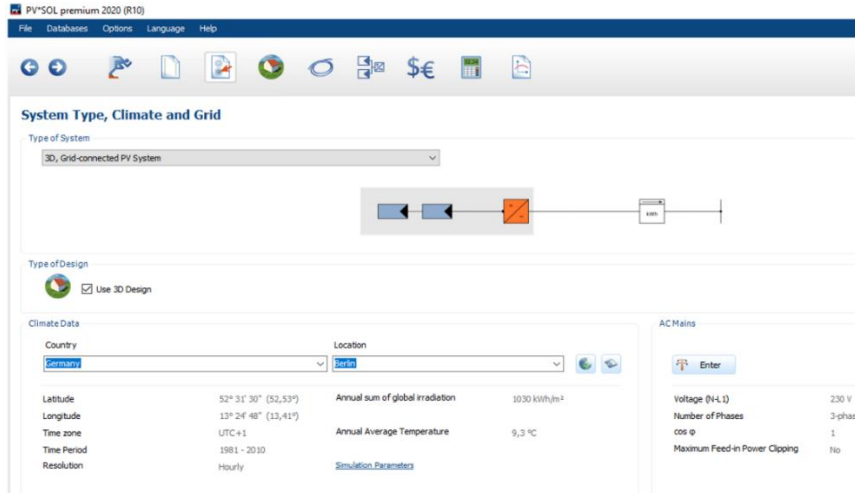 PV*SOL premium 2020 (R10)
File Databases Options Language Help
$€
System Type, Climate and Grid
Type of System
3D, Grid-connected PV System
kWh
Type of Design
Use 3D Design
Climate Data
Country Location
Germany Berlin
Latitude 52° 31' 30" (52,53°) Annual sum of global irradiation 1030 kWh/m²
Longitude 13° 24' 48" (13,41°)
Time zone UTC+1 Annual Average Temperature 9,3 °C
Time Period 1981 - 2010
Resolution Hourly Simulation Parameters
AC Mains
Enter
Voltage (N-L1) 230 V
Number of Phases 3-phas
cos φ 1
Maximum Feed-in Power Clipping No